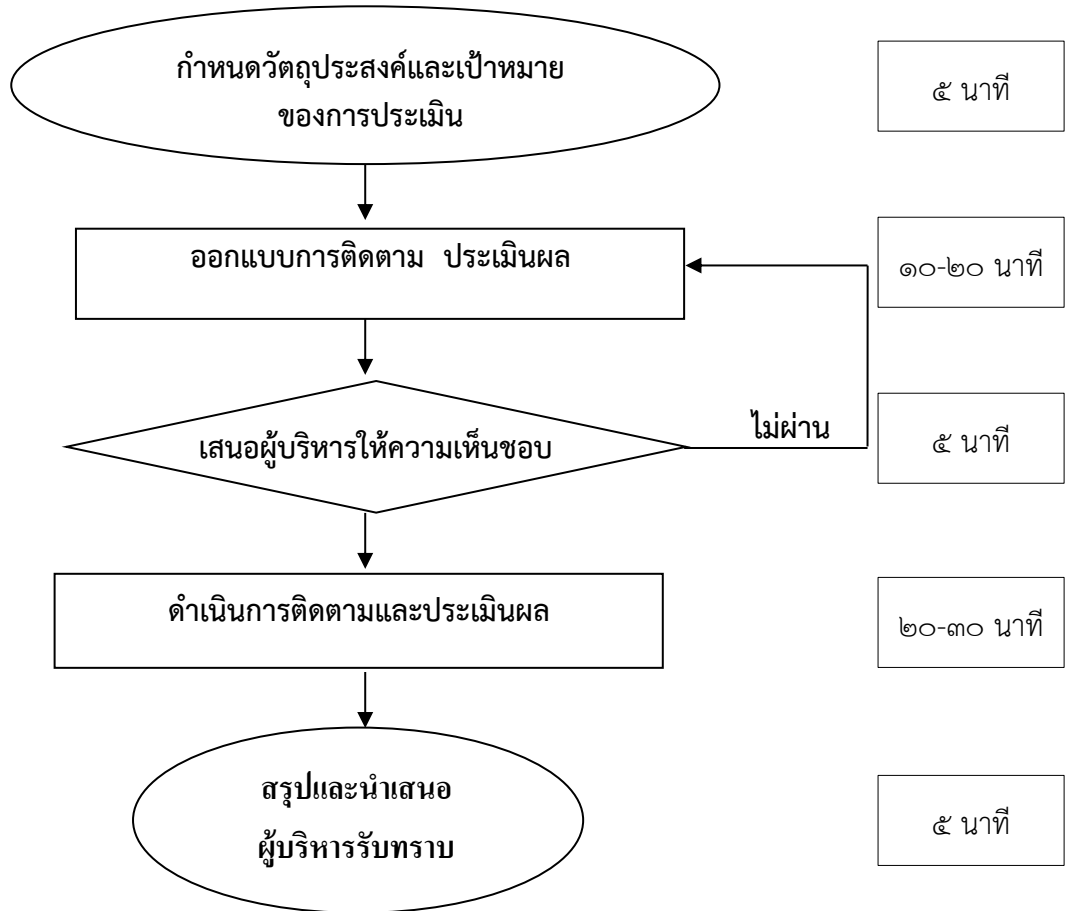 กำหนดวัตถุประสงค์และเป้าหมาย
ของการประเมิน
๕ นาที
ออกแบบการติดตาม ประเมินผล
๑๐-๒๐ นาที
เสนอผู้บริหารให้ความเห็นชอบ
ไม่ผ่าน
๕ นาที
ดำเนินการติดตามและประเมินผล
๒๐-๓๐ นาที
สรุปและนำเสนอ
ผู้บริหารรับทราบ
๕ นาที